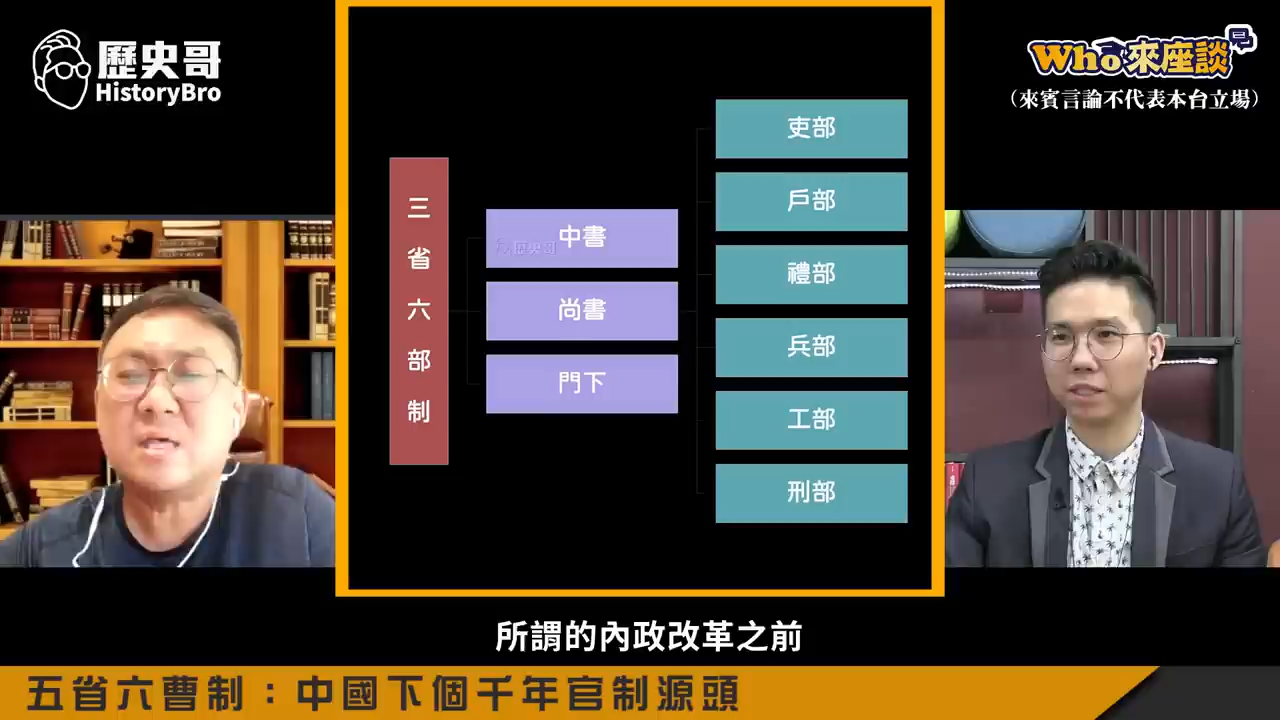 歷史哥
HistoryBro
Who來座談
（來賓言論不代表本台立場）
三省六部制
中書
尚書
門下
吏部
戶部
禮部
兵部
工部
刑部
所謂的內政改革之前
五省六曹制：中國下個千年官制源頭